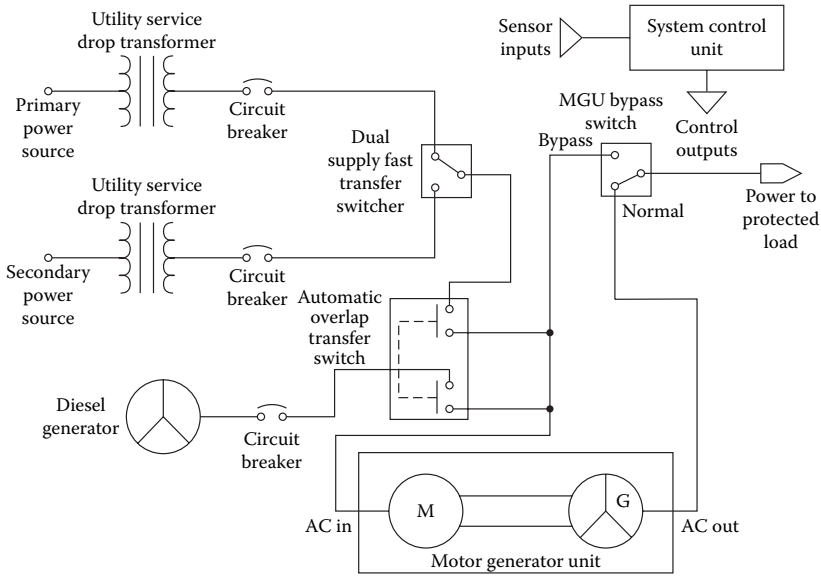 Utility service
drop transformer
Primary
power
source
Circuit
breaker
Sensor
inputs
System control
unit
Control
outputs
MGU bypass
switch
Bypass
Normal
Power to
protected
load
Dual
supply fast
transfer
switcher
Utility service
drop transformer
Secondary
power
source
Circuit
breaker
Automatic
overlap
transfer
switch
Diesel
generator
Circuit
breaker
AC in
M
G
AC out
Motor generator unit